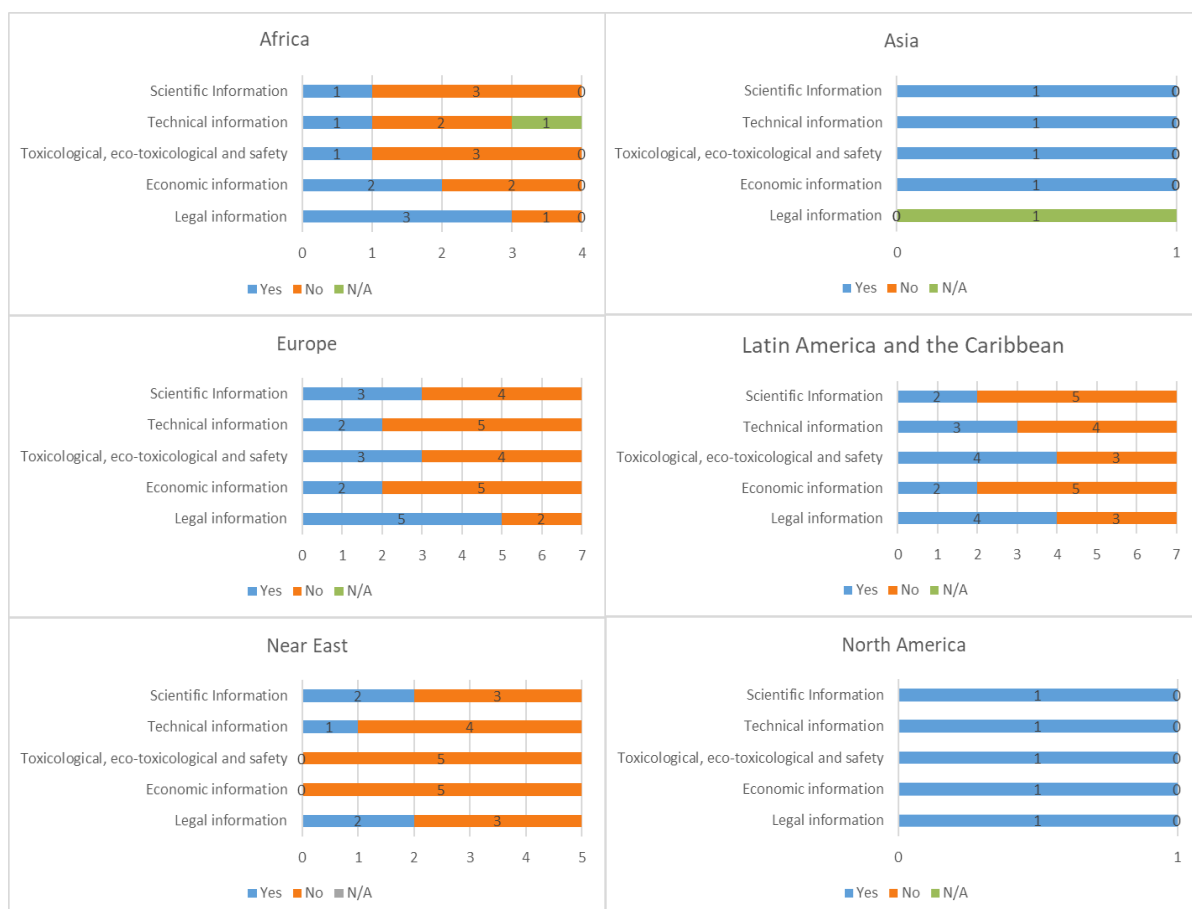 Africa
Scientific Information 1 3 0
Technical information 1 2 1
Toxicological, eco-toxicological and safety 1 3 0
Economic information 2 2 0
Legal information 3 1 0
0 1 2 3 4
Yes No N/A
Asia
Scientific Information 1 0
Technical information 1 0
Toxicological, eco-toxicological and safety 1 0
Economic information 1 0
Legal information 0 1
0 1
Yes No N/A
Europe
Scientific Information 3 4
Technical information 2 5
Toxicological, eco-toxicological and safety 3 4
Economic information 2 5
Legal information 5 2
0 1 2 3 4 5 6 7
Yes No N/A
Latin America and the Caribbean
Scientific Information 2 5
Technical information 3 4
Toxicological, eco-toxicological and safety 4 3
Economic information 2 5
Legal information 4 3
0 1 2 3 4 5 6 7
Yes No N/A
Near East
Scientific Information 2 3
Technical information 1 4
Toxicological, eco-toxicological and safety 0 5
Economic information 0 5
Legal information 2 3
0 1 2 3 4 5
Yes No N/A
North America
Scientific Information 1 0
Technical information 1 0
Toxicological, eco-toxicological and safety 1 0
Economic information 1 0
Legal information 1 0
0 1
Yes No N/A